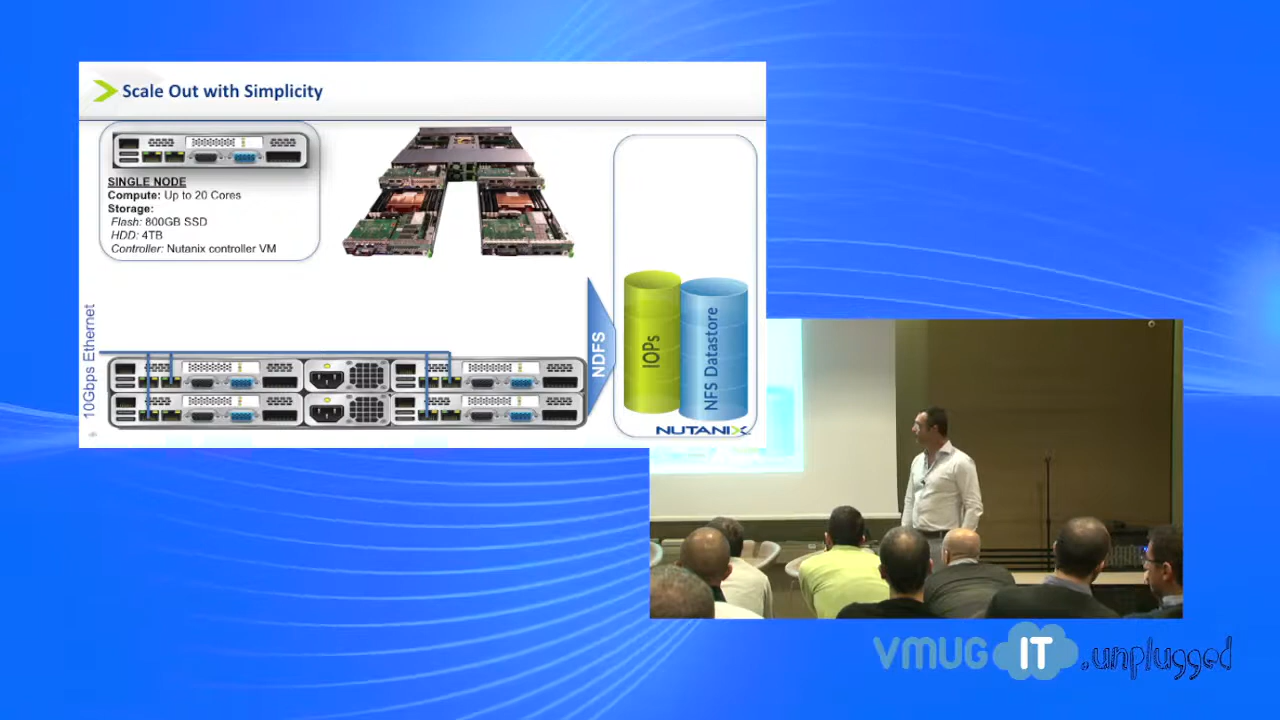 Scale Out with Simplicity
SINGLE NODE
Compute: Up to 20 Cores
Storage:
Flash: 800GB SSD
HDD: 4TB
Controller: Nutanix controller VM
10Gbps Ethernet
NDFS
IOPs
NFS Datastore
NUTANIX
VMUG IT .unplugged